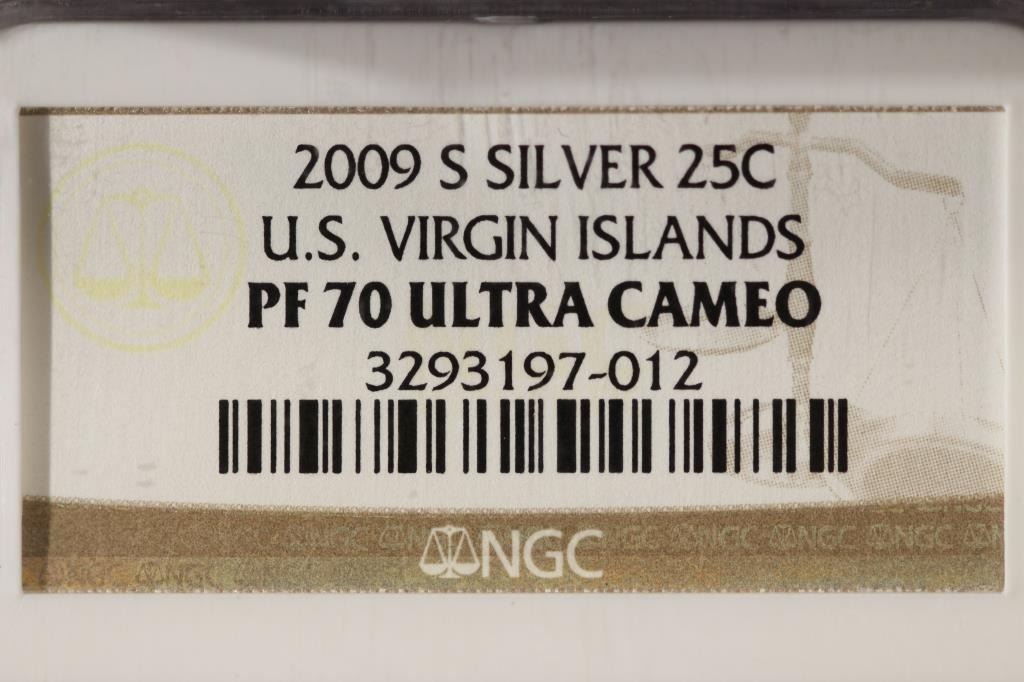 2009 S SILVER 25C
U.S. VIRGIN ISLANDS
PF 70 ULTRA CAMEO
3293197-012
NGC